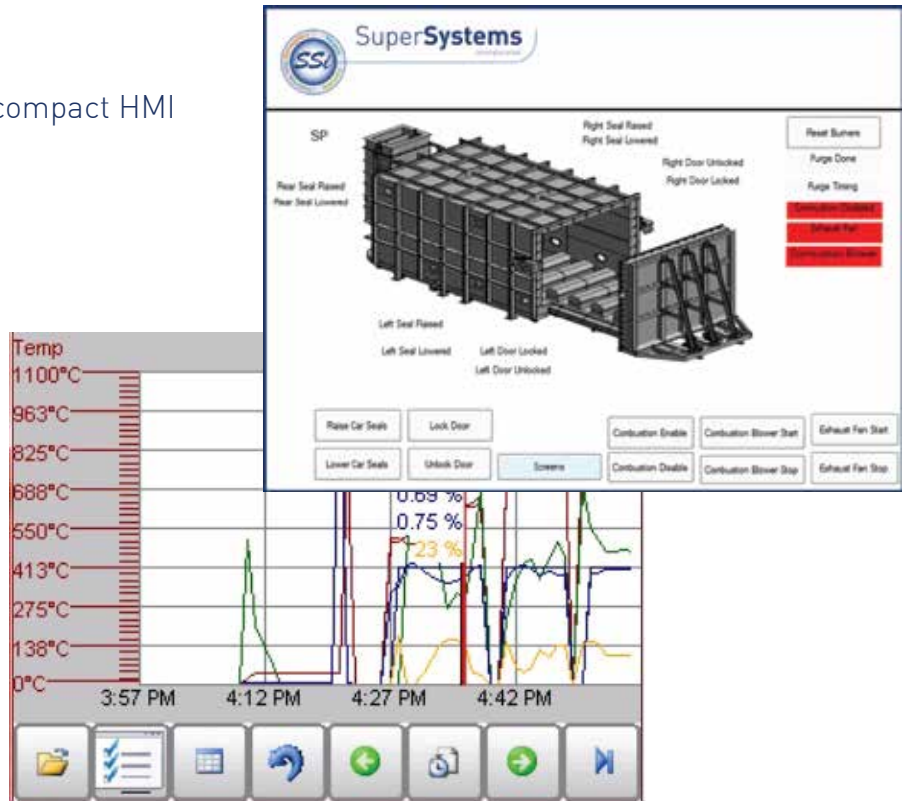 compact HMI
SSi
SuperSystems
SP
Right Seal Raised
Right Seal Lowered
Reset Burners
Purge Done
Right Door Unlocked
Right Door Locked
Purge Timing
Rear Seal Raised
Rear Seal Lowered
Combustion Disabled
Exhaust Fan
Combustion Blower
Left Seal Raised
Left Seal Lowered
Left Door Locked
Left Door Unlocked
Raise Car Seals
Lock Door
Combustion Enable
Combustion Blower Start
Exhaust Fan Start
Lower Car Seals
Unlock Door
Screens
Combustion Disable
Combustion Blower Stop
Exhaust Fan Stop
Temp
1100°C
963°C
825°C
688°C
550°C
413°C
275°C
138°C
0°C
0.69 %
0.75 %
23 %
3:57 PM
4:12 PM
4:27 PM
4:42 PM